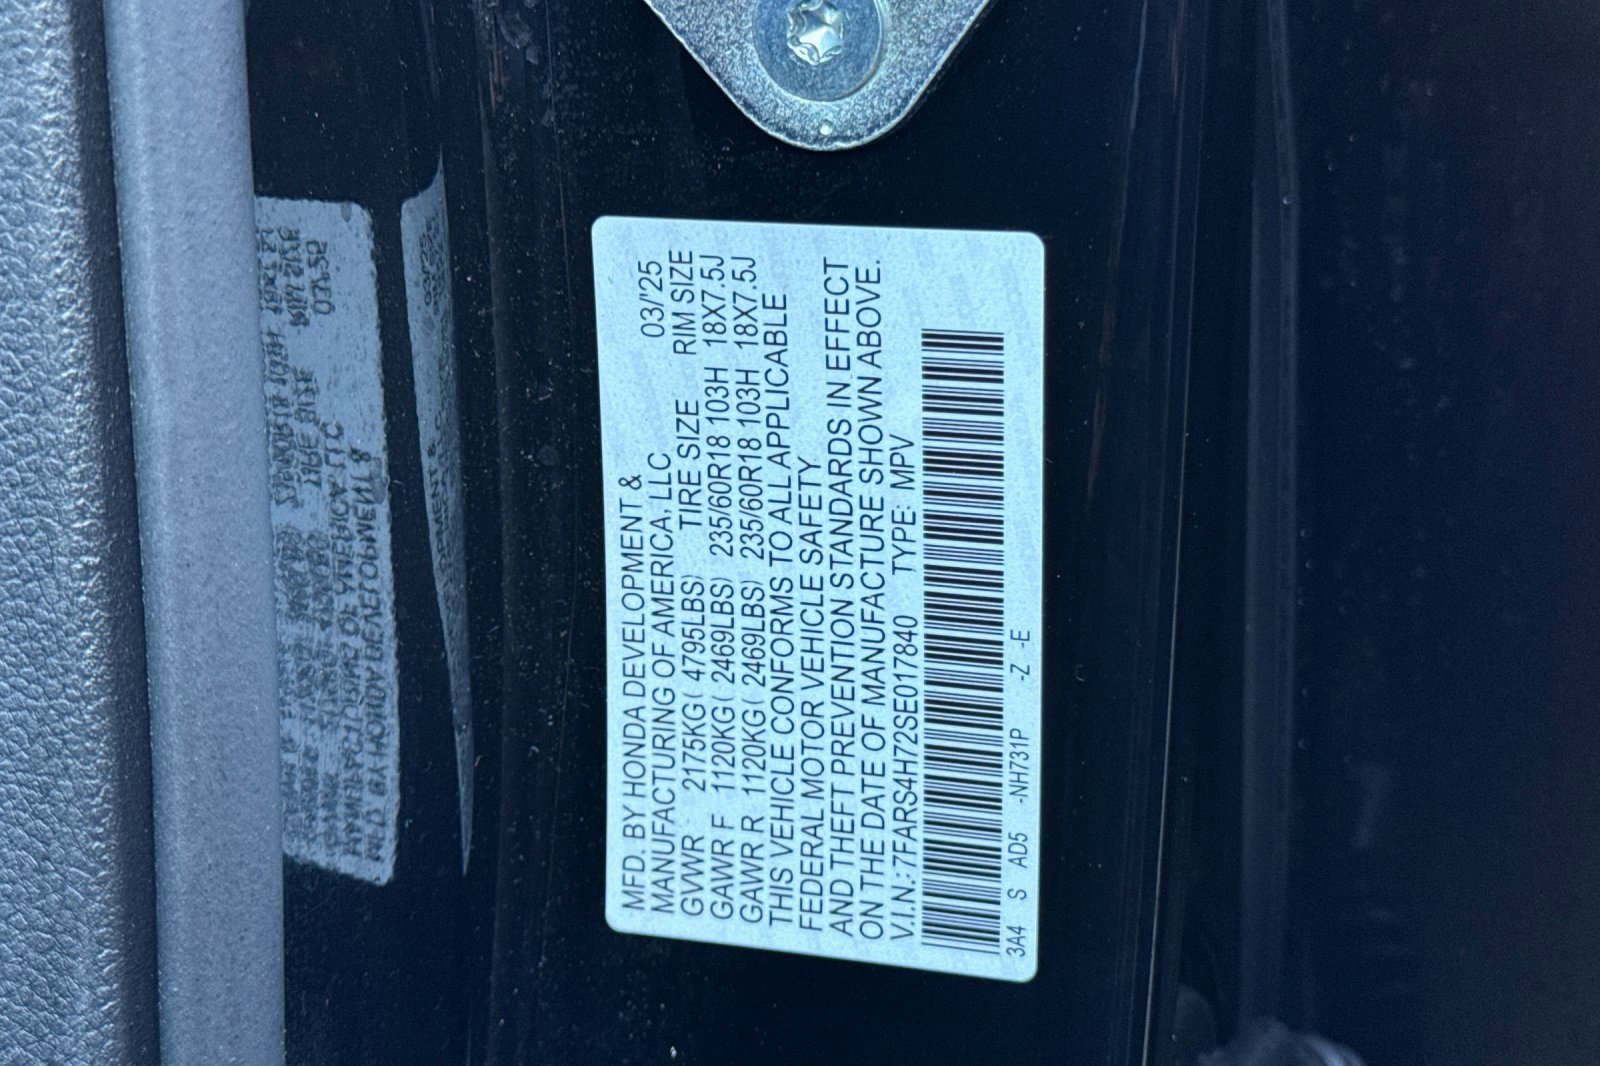 MFD. BY HONDA DEVELOPMENT &
MANUFACTURING OF AMERICA, LLC 03/'25
GVWR 2175KG( 4795LBS) TIRE SIZE RIM SIZE
GAWR F 1120KG( 2469LBS) 235/60R18 103H 18X7.5J
GAWR R 1120KG( 2469LBS) 235/60R18 103H 18X7.5J
THIS VEHICLE CONFORMS TO ALL APPLICABLE
FEDERAL MOTOR VEHICLE SAFETY
AND THEFT PREVENTION STANDARDS IN EFFECT
ON THE DATE OF MANUFACTURE SHOWN ABOVE.
V.I.N.:7FARS4H72SE017840 TYPE: MPV
3A4 S AD5 -NH731P -Z -E